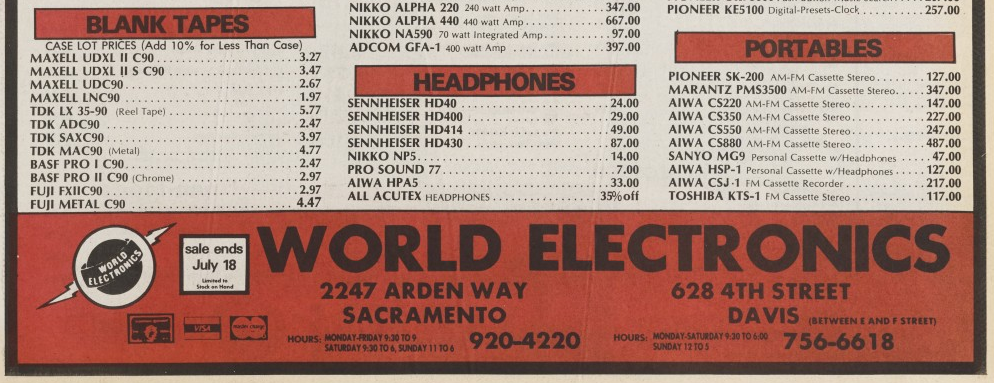 BLANK TAPES
CASE LOT PRICES (Add 10% for Less Than Case)
MAXELL UDXL II C90 3.27
MAXELL UDXL II S C90 3.47
MAXELL UDC90 2.67
MAXELL LNC90 1.97
TDK LX 35-90 (Reel Tape) 5.77
TDK ADC90 2.47
TDK SAXC90 3.97
TDK MAC90 (Metal) 4.77
BASF PRO I C90 2.47
BASF PRO II C90 (Chrome) 2.97
FUJI FXIIC90 2.97
FUJI METAL C90 4.47
NIKKO ALPHA 220 240 watt Amp 347.00
NIKKO ALPHA 440 440 watt Amp 667.00
NIKKO NA590 70 watt Integrated Amp 97.00
ADCOM GFA-1 400 watt Amp 397.00
HEADPHONES
SENNHEISER HD40 24.00
SENNHEISER HD400 29.00
SENNHEISER HD414 49.00
SENNHEISER HD430 87.00
NIKKO NP5 14.00
PRO SOUND 77 7.00
AIWA HPA5 33.00
ALL ACUTEX HEADPHONES 35% off
PIONEER KE5100 Digital-Presets-Clock 257.00
PORTABLES
PIONEER SK-200 AM-FM Cassette Stereo 127.00
MARANTZ PMS3500 AM-FM Cassette Stereo 347.00
AIWA CS220 AM-FM Cassette Stereo 147.00
AIWA CS350 AM-FM Cassette Stereo 227.00
AIWA CS550 AM-FM Cassette Stereo 247.00
AIWA CS880 AM-FM Cassette Stereo 487.00
SANYO MG9 Personal Cassette w/Headphones 47.00
AIWA HSP-1 Personal Cassette w/Headphones 127.00
AIWA CSJ-1 FM Cassette Recorder 217.00
TOSHIBA KTS-1 FM Cassette Stereo 117.00
WORLD
ELECTRONICS
sale ends
July 18
Limited to
Stock on Hand
WORLD ELECTRONICS
2247 ARDEN WAY
SACRAMENTO
HOURS: MONDAY-FRIDAY 9:30 TO 9
SATURDAY 9:30 TO 6, SUNDAY 11 TO 6
920-4220
628 4TH STREET
DAVIS (BETWEEN E AND F STREET)
HOURS: MONDAY-SATURDAY 9:30 TO 6:00
SUNDAY 12 TO 5
756-6618
VISA
master charge